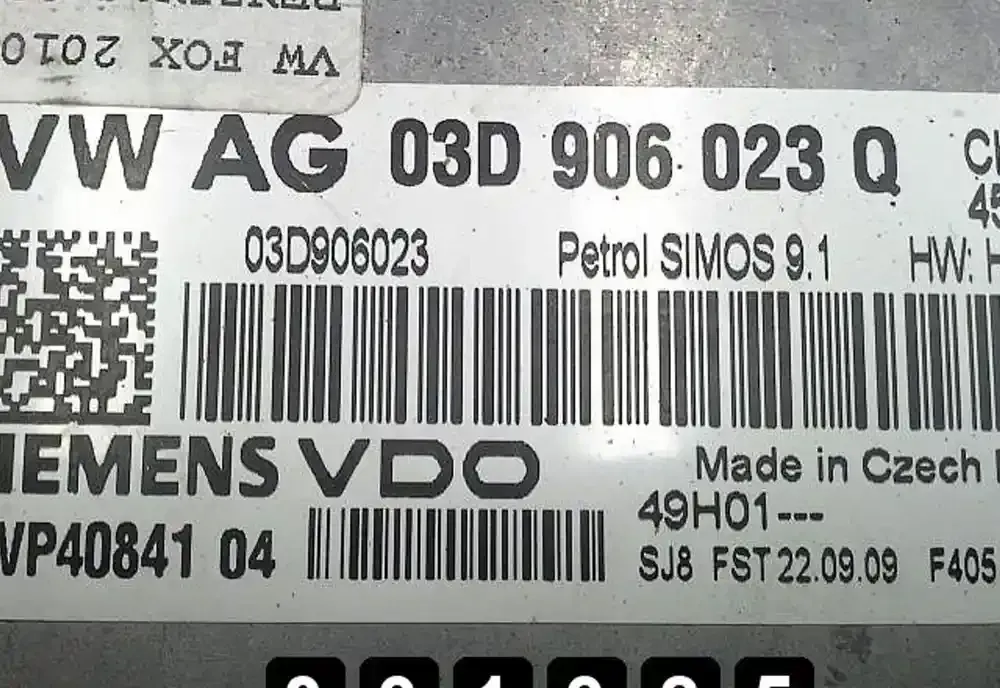 VW FOX 2010
VW AG 03D 906 023 Q
03D906023 Petrol SIMOS 9.1 HW: H
IEMENS VDO
Made in Czech
49H01---
VP40841 04
SJ8 FST 22.09.09 F405